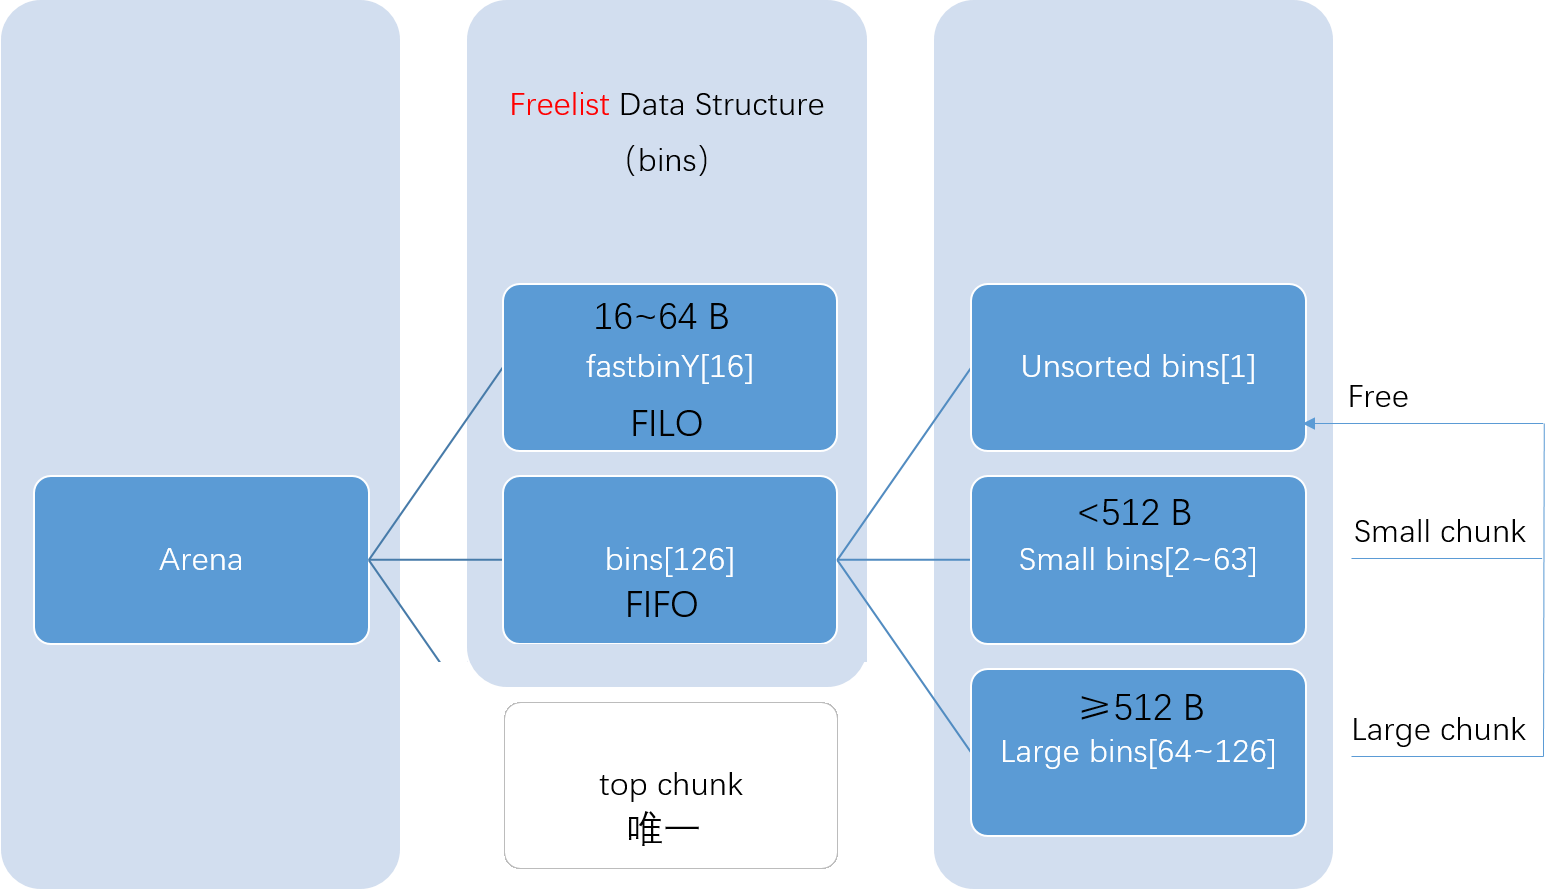 Freelist Data Structure
（bins）
16~64 B
fastbinY[16]
FILO
Arena
bins[126]
FIFO
top chunk
唯一
Unsorted bins[1]
<512 B
Small bins[2~63]
⩾512 B
Large bins[64~126]
Free
Small chunk
Large chunk